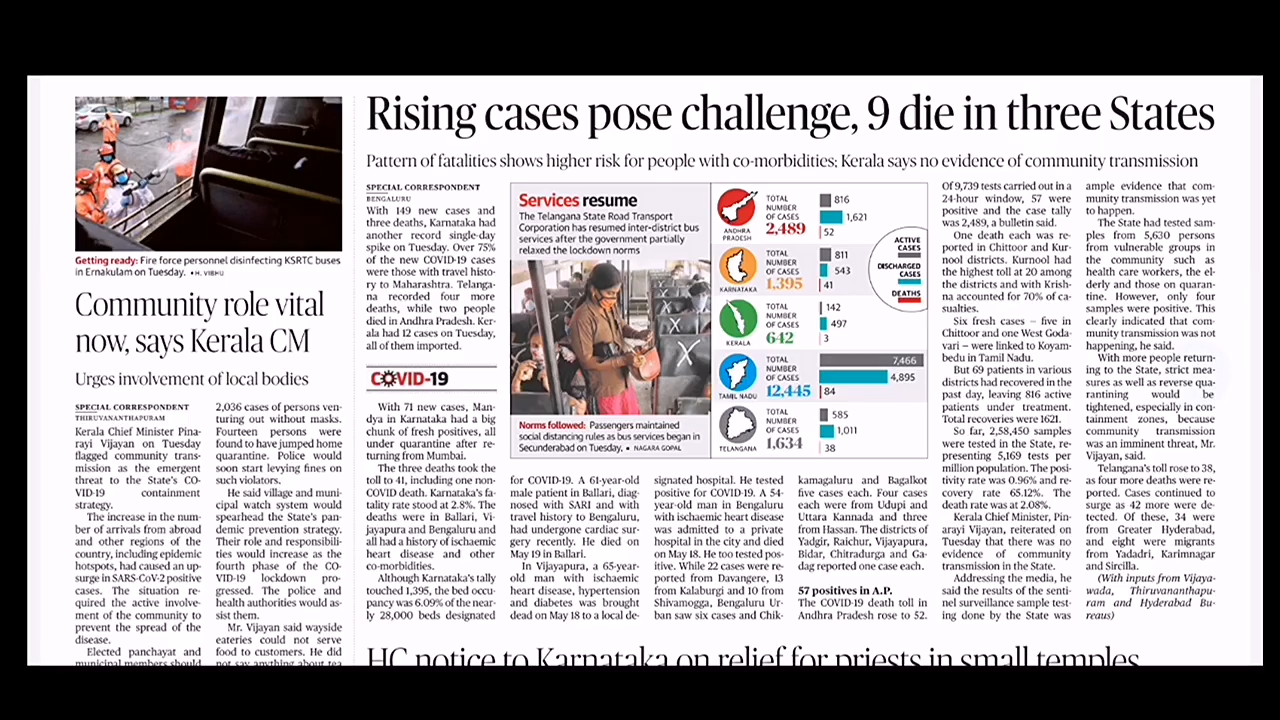 Getting ready: Fire force personnel disinfecting KSRTC buses
in Ernakulam on Tuesday. • H. VIBHU
Community role vital
now, says Kerala CM
Urges involvement of local bodies
SPECIAL CORRESPONDENT
THIRUVANANTHAPURAM
Kerala Chief Minister Pina-
rayi Vijayan on Tuesday
flagged community trans-
mission as the emergent
threat to the State's CO-
VID-19 containment
strategy.
The increase in the num-
ber of arrivals from abroad
and other regions of the
country, including epidemic
hotspots, had caused an up-
surge in SARS-CoV-2 positive
cases. The situation re-
quired the active involve-
ment of the community to
prevent the spread of the
disease.
Elected panchayat and
municipal members should
2,036 cases of persons ven-
turing out without masks.
Fourteen persons were
found to have jumped home
quarantine. Police would
soon start levying fines on
such violators.
He said village and muni-
cipal watch system would
spearhead the State's pan-
demic prevention strategy.
Their role and responsibili-
ties would increase as the
fourth phase of the CO-
VID-19 lockdown pro-
gressed. The police and
health authorities would as-
sist them.
Mr. Vijayan said wayside
eateries could not serve
food to customers. He did
not say anything about tea
Rising cases pose challenge, 9 die in three States
Pattern of fatalities shows higher risk for people with co-morbidities; Kerala says no evidence of community transmission
SPECIAL CORRESPONDENT
BENGALURU
With 149 new cases and
three deaths, Karnataka had
another record single-day
spike on Tuesday. Over 75%
of the new COVID-19 cases
were those with travel histo-
ry to Maharashtra. Telanga-
na recorded four more
deaths, while two people
died in Andhra Pradesh. Ker-
ala had 12 cases on Tuesday,
all of them imported.
COVID-19
With 71 new cases, Man-
dya in Karnataka had a big
chunk of fresh positives, all
under quarantine after re-
turning from Mumbai.
The three deaths took the
toll to 41, including one non-
COVID death. Karnataka's fa-
tality rate stood at 2.8%. The
deaths were in Ballari, Vi-
jayapura and Bengaluru and
all had a history of ischaemic
heart disease and other
co-morbidities.
Although Karnataka's tally
touched 1,395, the bed occu-
pancy was 6.09% of the near-
ly 28,000 beds designated
Services resume
The Telangana State Road Transport
Corporation has resumed inter-district bus
services after the government partially
relaxed the lockdown norms
Norms followed: Passengers maintained
social distancing rules as bus services began in
Secunderabad on Tuesday. • NAGARA GOPAL
ANDHRA
PRADESH
TOTAL
NUMBER
OF CASES
2,489
816
1,621
52
KARNATAKA
TOTAL
NUMBER
OF CASES
1,395
811
543
41
KERALA
TOTAL
NUMBER
OF CASES
642
142
497
3
TAMIL NADU
TOTAL
NUMBER
OF CASES
12,445
7,466
4,895
84
TELANGANA
TOTAL
NUMBER
OF CASES
1,634
585
1,011
38
ACTIVE
CASES
DISCHARGED
CASES
DEATHS
for COVID. A 61-year-old
male patient in Ballari, diag-
nosed with SARI and with
travel history to Bengaluru,
had undergone cardiac sur-
gery recently. He died on
May 19 in Ballari.
In Vijayapura, a 65-year-
old man with ischaemic
heart disease, hypertension
and diabetes was brought
dead on May 18 to a local de-
signated hospital. He tested
positive for COVID-19. A 54-
year-old man in Bengaluru
with ischaemic heart disease
was admitted to a private
hospital in the city and died
on May 18. He too tested pos-
itive. While 22 cases were re-
ported from Davangere, 13
from Kalaburgi and 10 from
Shivamogga, Bengaluru Ur-
ban saw six cases and Chik-
kamagaluru and Bagalkot
five cases each. Four cases
each were from Udupi and
Uttara Kannada and three
from Hassan. The districts of
Yadgir, Raichur, Vijayapura,
Bidar, Chitradurga and Ga-
dag reported one case each.
57 positives in A.P.
The COVID-19 death toll in
Andhra Pradesh rose to 52.
Of 9,739 tests carried out in a
24-hour window, 57 were
positive and the case tally
was 2,489, a bulletin said.
One death each was re-
ported in Chittoor and Kur-
nool districts. Kurnool had
the highest toll at 20 among
the districts and with Krish-
na accounted for 70% of ca-
sualties.
Six fresh cases – five in
Chittoor and one West Goda-
vari – were linked to Koyam-
bedu in Tamil Nadu.
But 69 patients in various
districts had recovered in the
past day, leaving 816 active
patients under treatment.
Total recoveries were 1621.
So far, 2,58,450 samples
were tested in the State, re-
presenting 5,169 tests per
million population. The posi-
tivity rate was 0.96% and re-
covery rate 65.12%. The
death rate was at 2.08%.
Kerala Chief Minister, Pin-
arayi Vijayan, reiterated on
Tuesday that there was no
evidence of community
transmission in the State.
Addressing the media, he
said the results of the senti-
nel surveillance sample test-
ing done by the State was
ample evidence that com-
munity transmission was yet
to happen.
The State had tested sam-
ples from 5,630 persons
from vulnerable groups in
the community such as
health care workers, the el-
derly and those on quaran-
tine. However, only four
samples were positive. This
clearly indicated that com-
munity transmission was not
happening, he said.
With more people return-
ing to the State, strict mea-
sures as well as reverse qua-
rantining would be
tightened, especially in con-
tainment zones, because
community transmission
was an imminent threat, Mr.
Vijayan, said.
Telangana's toll rose to 38,
as four more deaths were re-
ported. Cases continued to
surge as 42 more were de-
tected. Of these, 34 were
from Greater Hyderabad,
and eight were migrants
from Yadadri, Karimnagar
and Sircilla.
(With inputs from Vijaya-
wada, Thiruvananthapu-
ram and Hyderabad Bu-
reaus)
HC notice to Karnataka on relief for priests in small temples